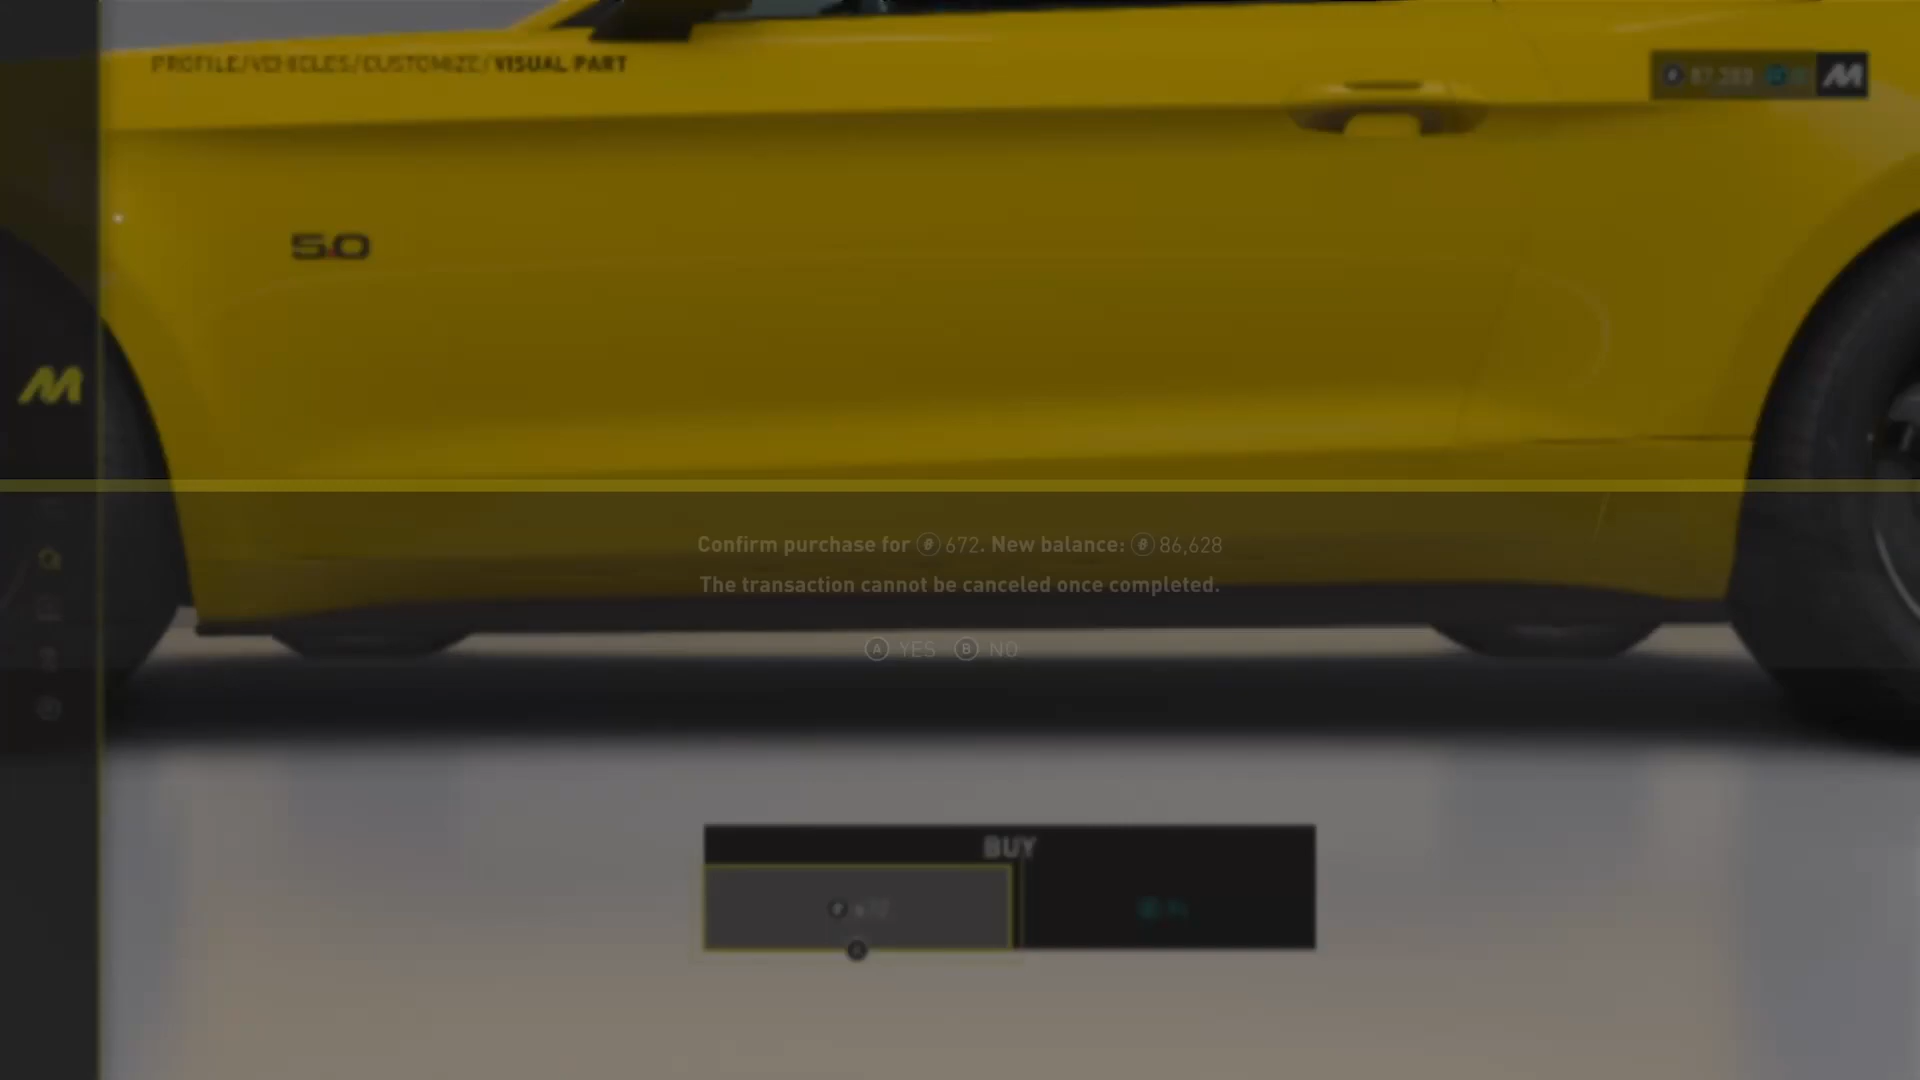 PROFILE/VEHICLES/CUSTOMIZE/VISUAL PART
5.0
Confirm purchase for 672. New balance: 86,628
The transaction cannot be canceled once completed.
A YES B NO
BUY